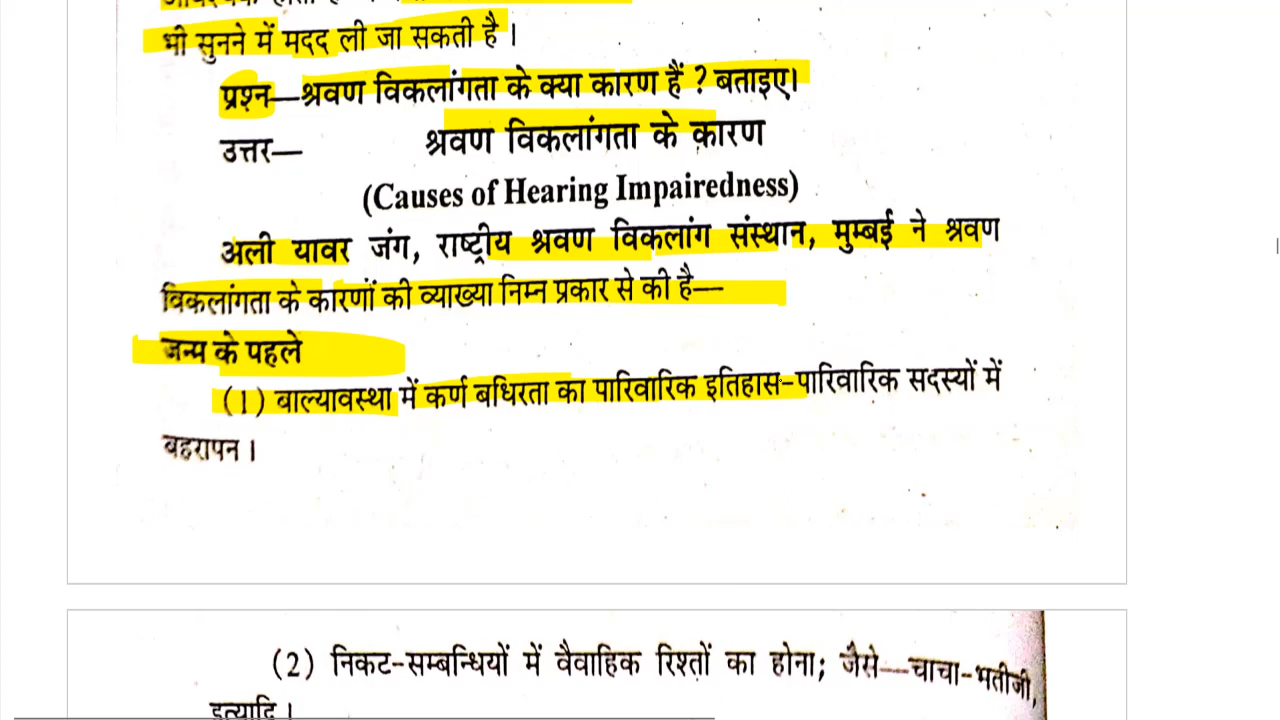 भी सुनने में मदद ली जा सकती है।
प्रश्न—श्रवण विकलांगता के क्या कारण हैं ? बताइए।
उत्तर— श्रवण विकलांगता के कारण
(Causes of Hearing Impairedness)
अली यावर जंग, राष्ट्रीय श्रवण विकलांग संस्थान, मुम्बई ने श्रवण
विकलांगता के कारणों की व्याख्या निम्न प्रकार से की है—
जन्म के पहले
(1) बाल्यावस्था में कर्ण बधिरता का पारिवारिक इतिहास-पारिवारिक सदस्यों में
बहरापन।
(2) निकट-सम्बन्धियों में वैवाहिक रिश्तों का होना; जैसे—चाचा-भतीजी,
इत्यादि।